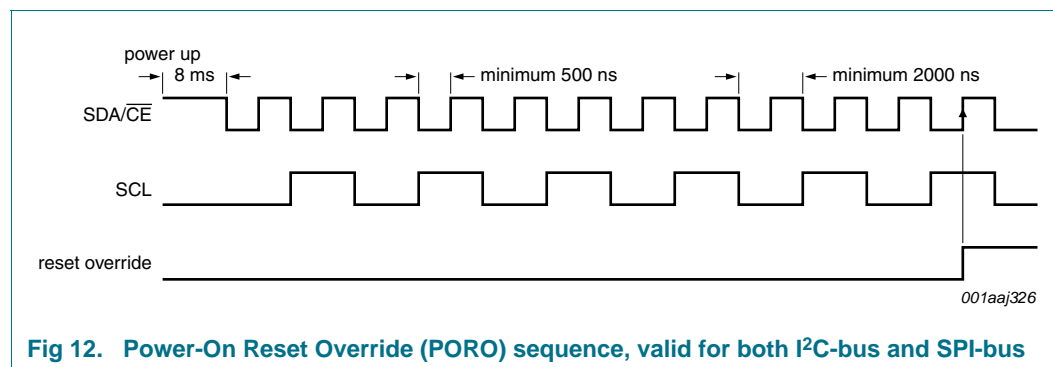 power up
8 ms
minimum 500 ns
minimum 2000 ns
SDA/CE
SCL
reset override
001aaj326
Fig 12. Power-On Reset Override (PORO) sequence, valid for both I2C-bus and SPI-bus